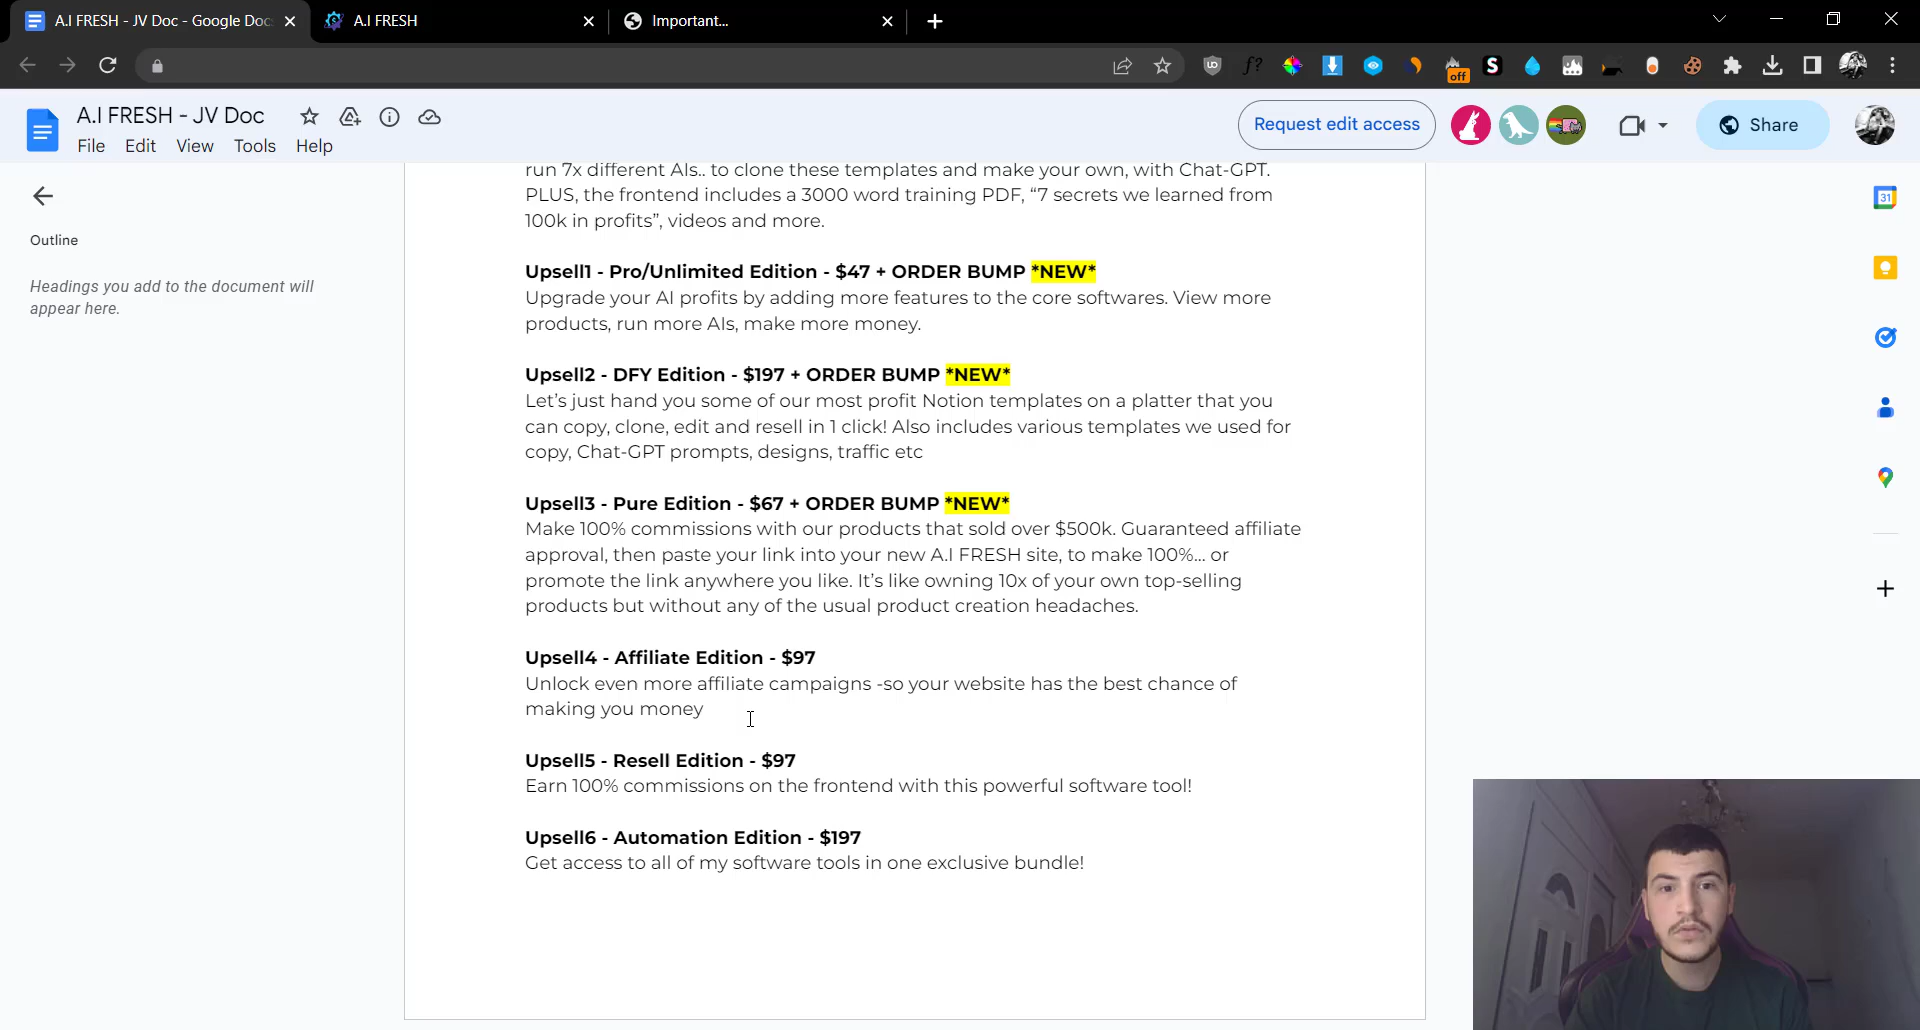 A.I FRESH - JV Doc - Google Doc
A.I FRESH
Important...
off
A.I FRESH - JV Doc
Request edit access
Share
File Edit View Tools Help
Outline
Headings you add to the document will
appear here.
run 7x different AIs.. to clone these templates and make your own, with Chat-GPT.
PLUS, the frontend includes a 3000 word training PDF, “7 secrets we learned from
100k in profits”, videos and more.
Upsell1 - Pro/Unlimited Edition - $47 + ORDER BUMP *NEW*
Upgrade your AI profits by adding more features to the core softwares. View more
products, run more AIs, make more money.
Upsell2 - DFY Edition - $197 + ORDER BUMP *NEW*
Let’s just hand you some of our most profit Notion templates on a platter that you
can copy, clone, edit and resell in 1 click! Also includes various templates we used for
copy, Chat-GPT prompts, designs, traffic etc
Upsell3 - Pure Edition - $67 + ORDER BUMP *NEW*
Make 100% commissions with our products that sold over $500k. Guaranteed affiliate
approval, then paste your link into your new A.I FRESH site, to make 100%... or
promote the link anywhere you like. It’s like owning 10x of your own top-selling
products but without any of the usual product creation headaches.
Upsell4 - Affiliate Edition - $97
Unlock even more affiliate campaigns -so your website has the best chance of
making you money
Upsell5 - Resell Edition - $97
Earn 100% commissions on the frontend with this powerful software tool!
Upsell6 - Automation Edition - $197
Get access to all of my software tools in one exclusive bundle!
31